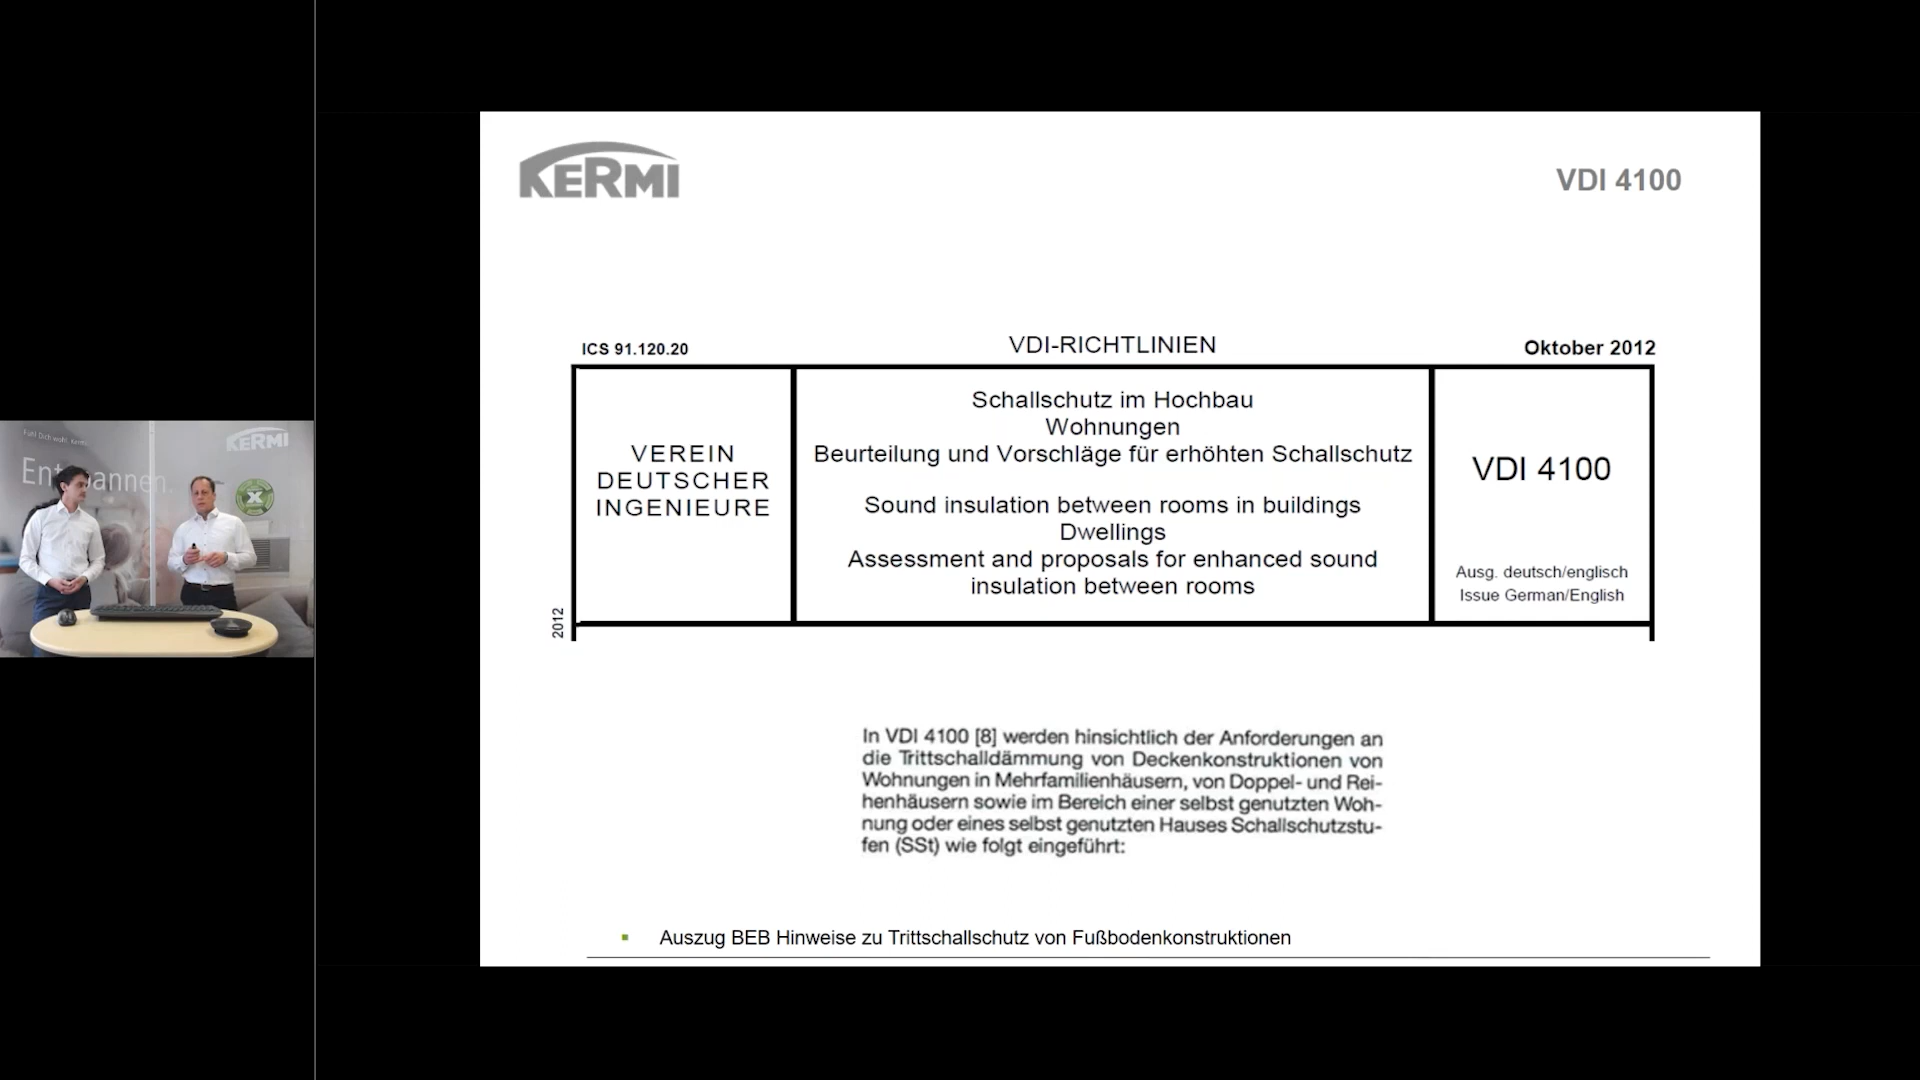 Fühl Dich wohl. Kermi.
KERMI
Entspannen.
X
KERMI
VDI 4100
ICS 91.120.20
VDI-RICHTLINIEN
Oktober 2012
VEREIN
DEUTSCHER
INGENIEURE
Schallschutz im Hochbau
Wohnungen
Beurteilung und Vorschläge für erhöhten Schallschutz
Sound insulation between rooms in buildings
Dwellings
Assessment and proposals for enhanced sound
insulation between rooms
VDI 4100
Ausg. deutsch/englisch
Issue German/English
2012
In VDI 4100 [8] werden hinsichtlich der Anforderungen an
die Trittschalldämmung von Deckenkonstruktionen von
Wohnungen in Mehrfamilienhäusern, von Doppel- und Rei-
henhäusern sowie im Bereich einer selbst genutzten Woh-
nung oder eines selbst genutzten Hauses Schallschutzstu-
fen (SSt) wie folgt eingeführt:
Auszug BEB Hinweise zu Trittschallschutz von Fußbodenkonstruktionen